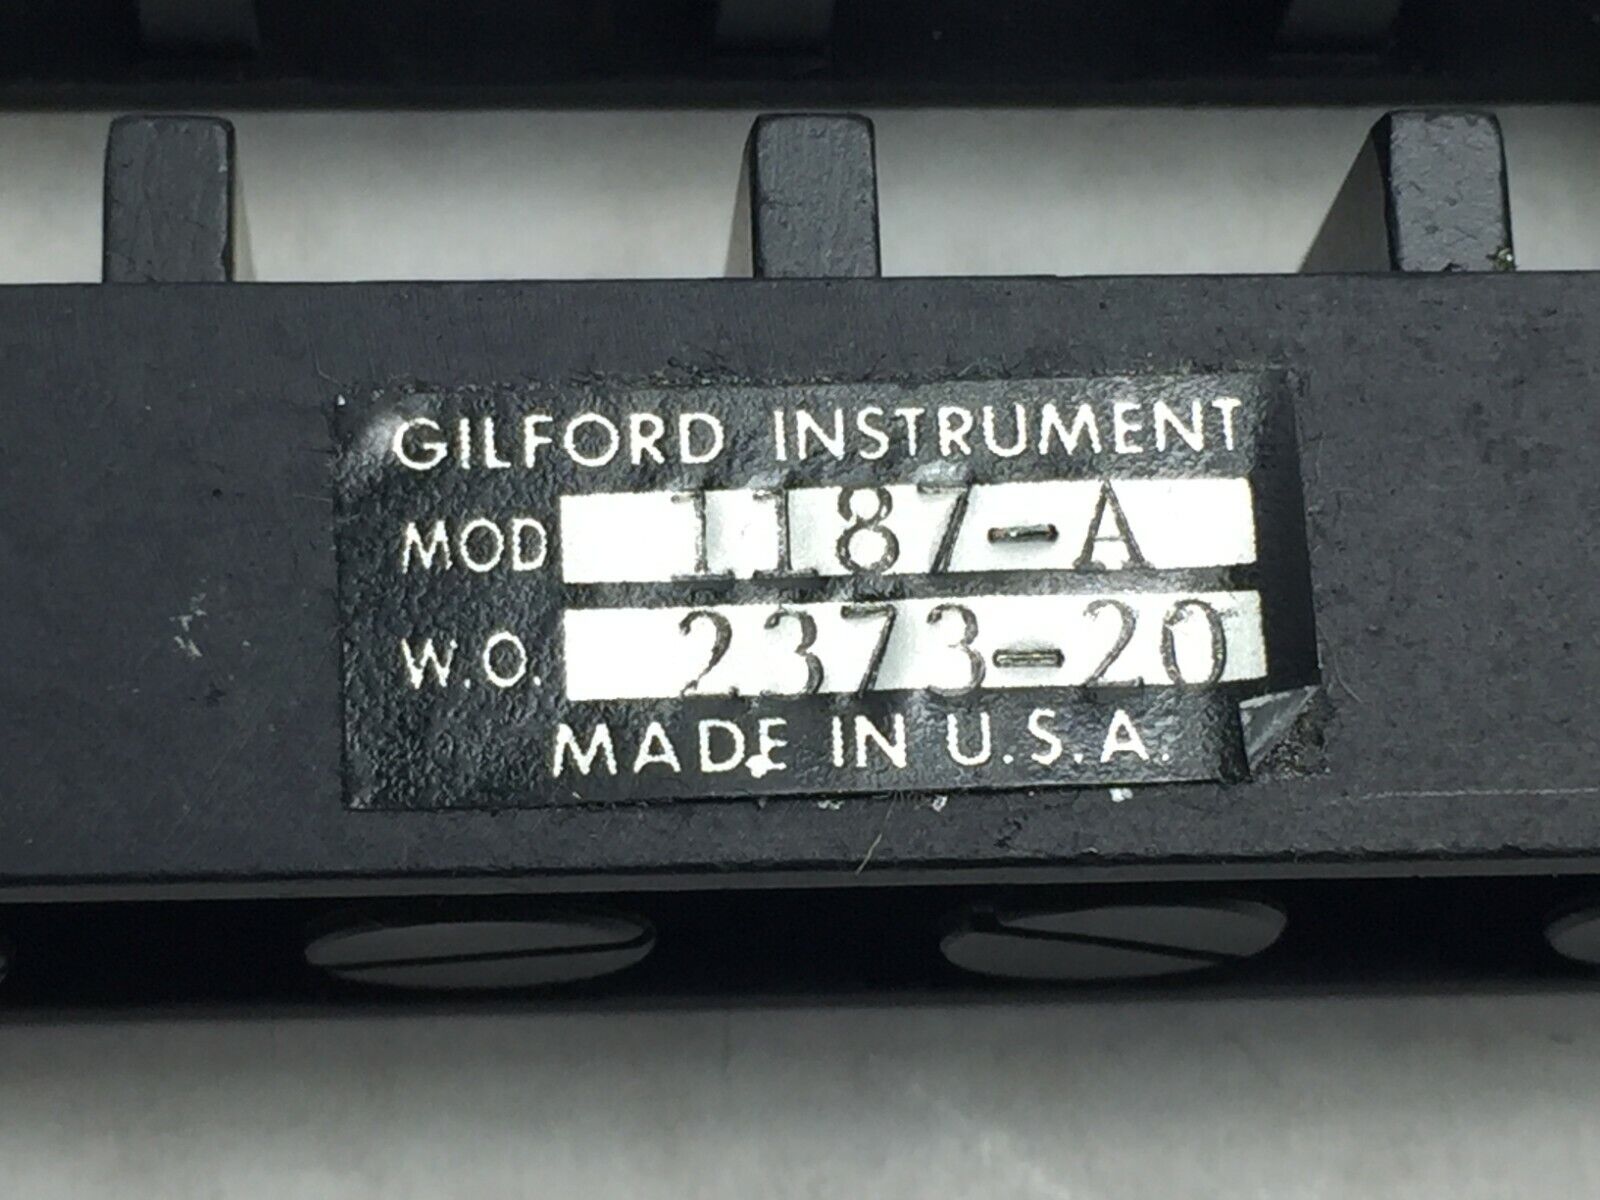 GILFORD INSTRUMENT
MOD 1187-A
W.O. 2373-20
MADE IN U.S.A.